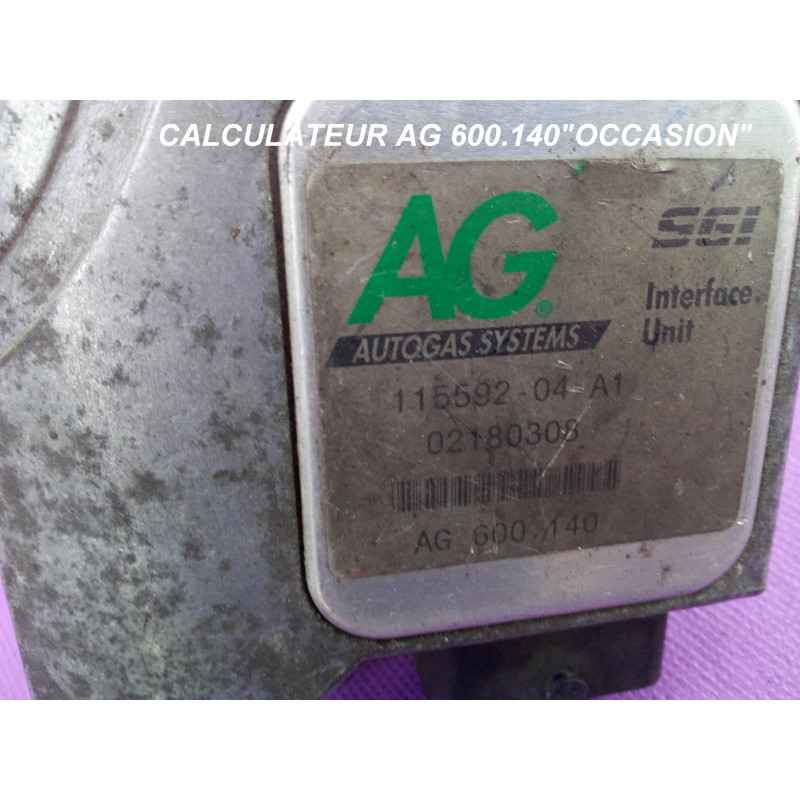 CALCULATEUR AG 600.140"OCCASION"
AG®
SGI
AUTOGAS SYSTEMS
Interface
Unit
115592-04-A1
02180308
AG 600.140